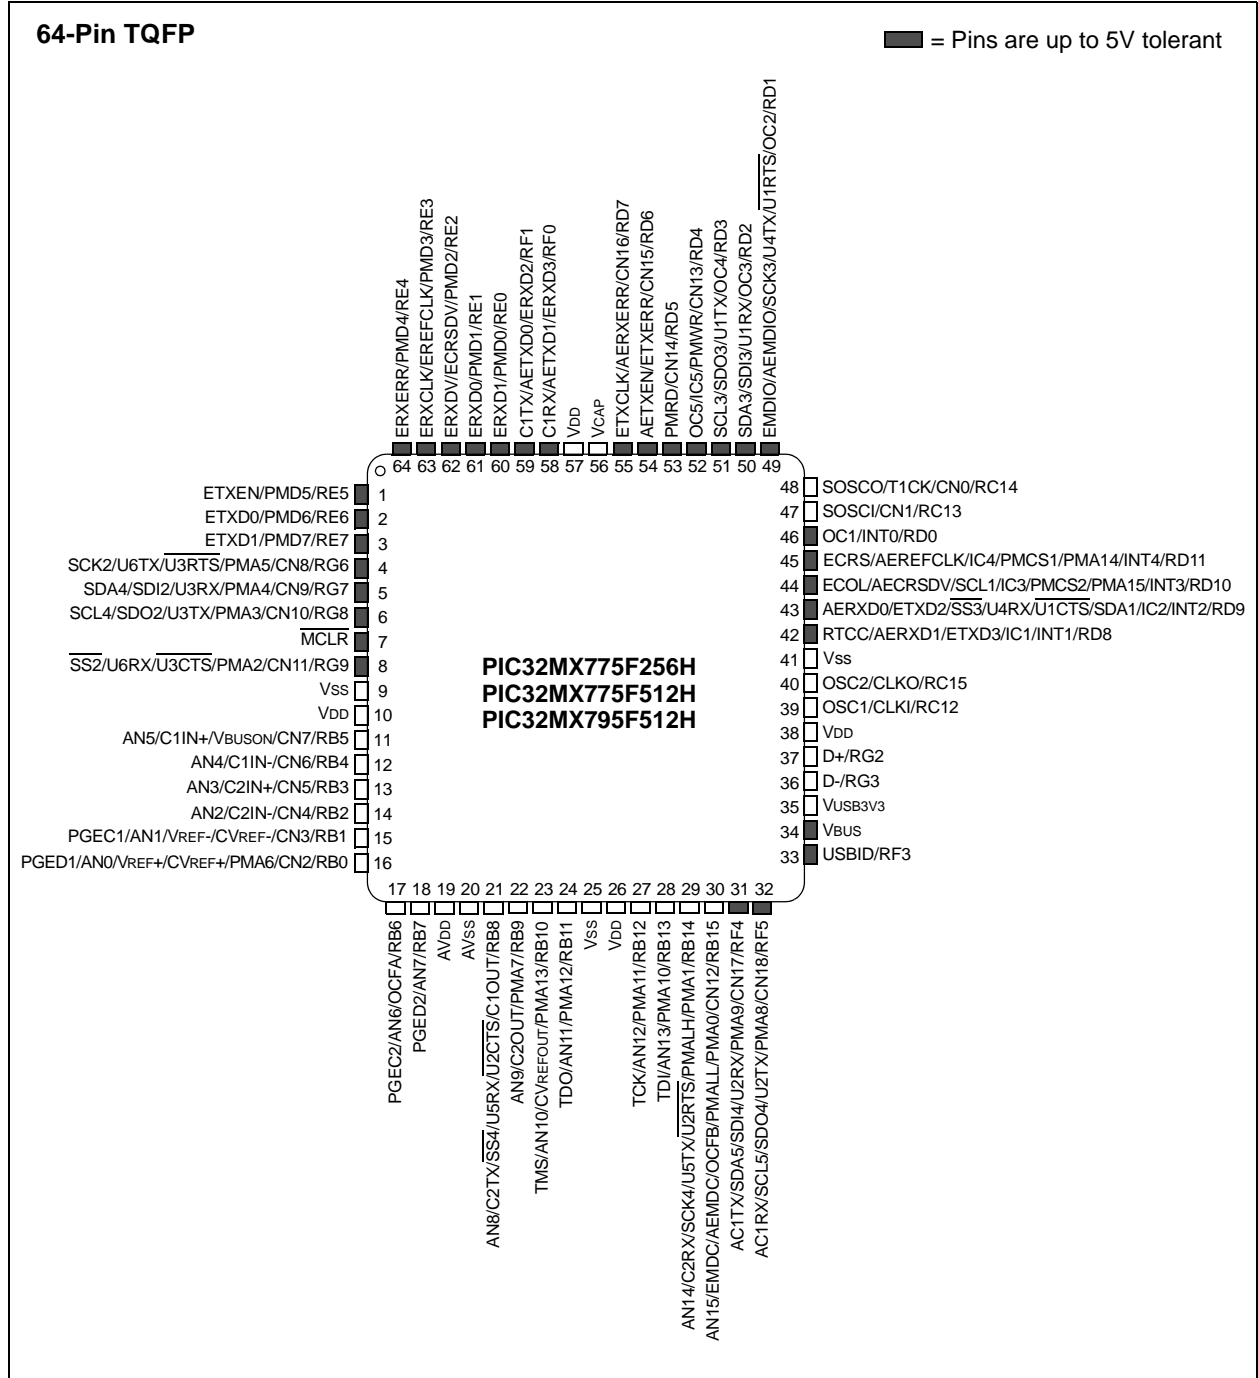 64-Pin TQFP
= Pins are up to 5V tolerant
ERXERR/PMD4/RE4
ERXCLK/EREFCLK/PMD3/RE3
ERXDV/ECRSDV/PMD2/RE2
ERXD0/PMD1/RE1
ERXD1/PMD0/RE0
C1TX/AETXD0/ERXD2/RF1
C1RX/AETXD1/ERXD3/RF0
VDD
VCAP
ETXCLK/AERXERR/CN16/RD7
AETXEN/ETXERR/CN15/RD6
PMRD/CN14/RD5
OC5/IC5/PMWR/CN13/RD4
SCL3/SDO3/U1TX/OC4/RD3
SDA3/SDI3/U1RX/OC3/RD2
EMDIO/AEMDIO/SCK3/U4TX/U1RTS/OC2/RD1
64 63 62 61 60 59 58 57 56 55 54 53 52 51 50 49
ETXEN/PMD5/RE5 1
ETXD0/PMD6/RE6 2
ETXD1/PMD7/RE7 3
SCK2/U6TX/U3RTS/PMA5/CN8/RG6 4
SDA4/SDI2/U3RX/PMA4/CN9/RG7 5
SCL4/SDO2/U3TX/PMA3/CN10/RG8 6
MCLR 7
SS2/U6RX/U3CTS/PMA2/CN11/RG9 8
VSS 9
VDD 10
AN5/C1IN+/VBUSON/CN7/RB5 11
AN4/C1IN-/CN6/RB4 12
AN3/C2IN+/CN5/RB3 13
AN2/C2IN-/CN4/RB2 14
PGEC1/AN1/VREF-/CVREF-/CN3/RB1 15
PGED1/AN0/VREF+/CVREF+/PMA6/CN2/RB0 16
PIC32MX775F256H
PIC32MX775F512H
PIC32MX795F512H
48 SOSCO/T1CK/CN0/RC14
47 SOSCI/CN1/RC13
46 OC1/INT0/RD0
45 ECRS/AEREFCLK/IC4/PMCS1/PMA14/INT4/RD11
44 ECOL/AECRSDV/SCL1/IC3/PMCS2/PMA15/INT3/RD10
43 AERXD0/ETXD2/SS3/U4RX/U1CTS/SDA1/IC2/INT2/RD9
42 RTCC/AERXD1/ETXD3/IC1/INT1/RD8
41 Vss
40 OSC2/CLKO/RC15
39 OSC1/CLKI/RC12
38 VDD
37 D+/RG2
36 D-/RG3
35 VUSB3V3
34 VBUS
33 USBID/RF3
17 18 19 20 21 22 23 24 25 26 27 28 29 30 31 32
PGEC2/AN6/OCFA/RB6
PGED2/AN7/RB7
AVDD
AVss
AN8/C2TX/SS4/U5RX/U2CTS/C1OUT/RB8
AN9/C2OUT/PMA7/RB9
TMS/AN10/CVREFOUT/PMA13/RB10
TDO/AN11/PMA12/RB11
Vss
VDD
TCK/AN12/PMA11/RB12
TDI/AN13/PMA10/RB13
AN14/C2RX/SCK4/U5TX/U2RTS/PMALH/PMA1/RB14
AN15/EMDC/AEMDC/OCFB/PMALL/PMA0/CN12/RB15
AC1TX/SDA5/SDI4/U2RX/PMA9/CN17/RF4
AC1RX/SCL5/SDO4/U2TX/PMA8/CN18/RF5